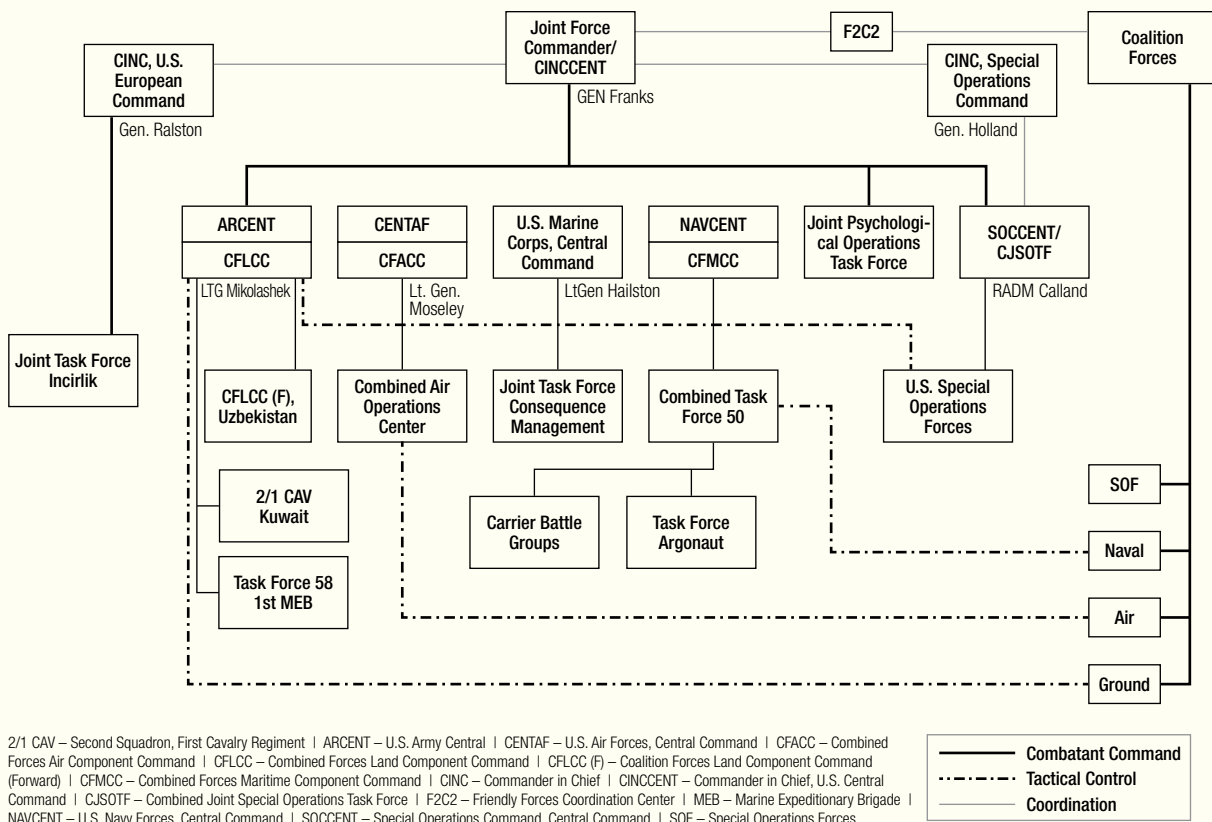 Joint Force
Commander/
CINCCENT
GEN Franks
F2C2
Coalition
Forces
CINC, U.S.
European
Command
Gen. Ralston
CINC, Special
Operations
Command
Gen. Holland
ARCENT
CFLCC
LTG Mikolashek
CENTAF
CFACC
Lt. Gen.
Moseley
U.S. Marine
Corps, Central
Command
LtGen Hailston
NAVCENT
CFMCC
Joint Psychologi-
cal Operations
Task Force
SOCCENT/
CJSOTF
RADM Calland
Joint Task Force
Incirlik
CFLCC (F),
Uzbekistan
Combined Air
Operations
Center
Joint Task Force
Consequence
Management
Combined Task
Force 50
U.S. Special
Operations
Forces
2/1 CAV
Kuwait
Carrier Battle
Groups
Task Force
Argonaut
Task Force 58
1st MEB
SOF
Naval
Air
Ground
2/1 CAV – Second Squadron, First Cavalry Regiment | ARCENT – U.S. Army Central | CENTAF – U.S. Air Forces, Central Command | CFACC – Combined
Forces Air Component Command | CFLCC – Combined Forces Land Component Command | CFLCC (F) – Coalition Forces Land Component Command
(Forward) | CFMCC – Combined Forces Maritime Component Command | CINC – Commander in Chief | CINCCENT – Commander in Chief, U.S. Central
Command | CJSOTF – Combined Joint Special Operations Task Force | F2C2 – Friendly Forces Coordination Center | MEB – Marine Expeditionary Brigade |
NAVCENT – U.S. Navy Forces, Central Command | SOCCENT – Special Operations Command, Central Command | SOF – Special Operations Forces
Combatant Command
Tactical Control
Coordination